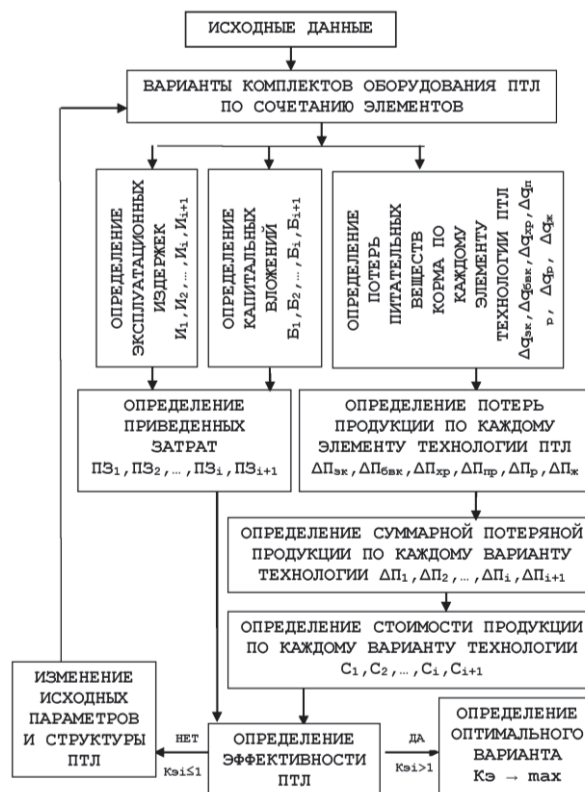 ИСХОДНЫЕ ДАННЫЕ
ВАРИАНТЫ КОМПЛЕКТОВ ОБОРУДОВАНИЯ ПТЛ
ПО СОЧЕТАНИЮ ЭЛЕМЕНТОВ
ОПРЕДЕЛЕНИЕ
ЭКСПЛУАТАЦИОННЫХ
ИЗДЕРЖЕК
И₁,И₂,…,Иᵢ,Иᵢ₊₁
ОПРЕДЕЛЕНИЕ
КАПИТАЛЬНЫХ
ВЛОЖЕНИЙ
Б₁,Б₂,…,Бᵢ,Бᵢ₊₁
ОПРЕДЕЛЕНИЕ
ПОТЕРЬ
ПИТАТЕЛЬНЫХ
ВЕЩЕСТВ
КОРМА ПО
КАЖДОМУ
ЭЛЕМЕНТУ
ТЕХНОЛОГИИ ПТЛ
Δqэк,Δqбвк,Δqхр,Δqп
р, Δqр, Δqж
ОПРЕДЕЛЕНИЕ
ПРИВЕДЕННЫХ
ЗАТРАТ
ПЗ₁,ПЗ₂,…,ПЗᵢ,ПЗᵢ₊₁
ОПРЕДЕЛЕНИЕ ПОТЕРЬ
ПРОДУКЦИИ ПО КАЖДОМУ
ЭЛЕМЕНТУ ТЕХНОЛОГИИ ПТЛ
ΔПэк,ΔПбвк,ΔПхр,ΔПпр,ΔПр,ΔПж
ОПРЕДЕЛЕНИЕ СУММАРНОЙ ПОТЕРЯНОЙ
ПРОДУКЦИИ ПО КАЖДОМУ ВАРИАНТУ
ТЕХНОЛОГИИ ΔП₁,ΔП₂,…,ΔПᵢ,ΔПᵢ₊₁
ОПРЕДЕЛЕНИЕ СТОИМОСТИ ПРОДУКЦИИ
ПО КАЖДОМУ ВАРИАНТУ ТЕХНОЛОГИИ
С₁,С₂,…,Сᵢ,Сᵢ₊₁
ИЗМЕНЕНИЕ
ИСХОДНЫХ
ПАРАМЕТРОВ
И СТРУКТУРЫ
ПТЛ
НЕТ
Кэi≤1
ОПРЕДЕЛЕНИЕ
ЭФФЕКТИВНОСТИ
ПТЛ
ДА
Кэi>1
ОПРЕДЕЛЕНИЕ
ОПТИМАЛЬНОГО
ВАРИАНТА
Кэ → max